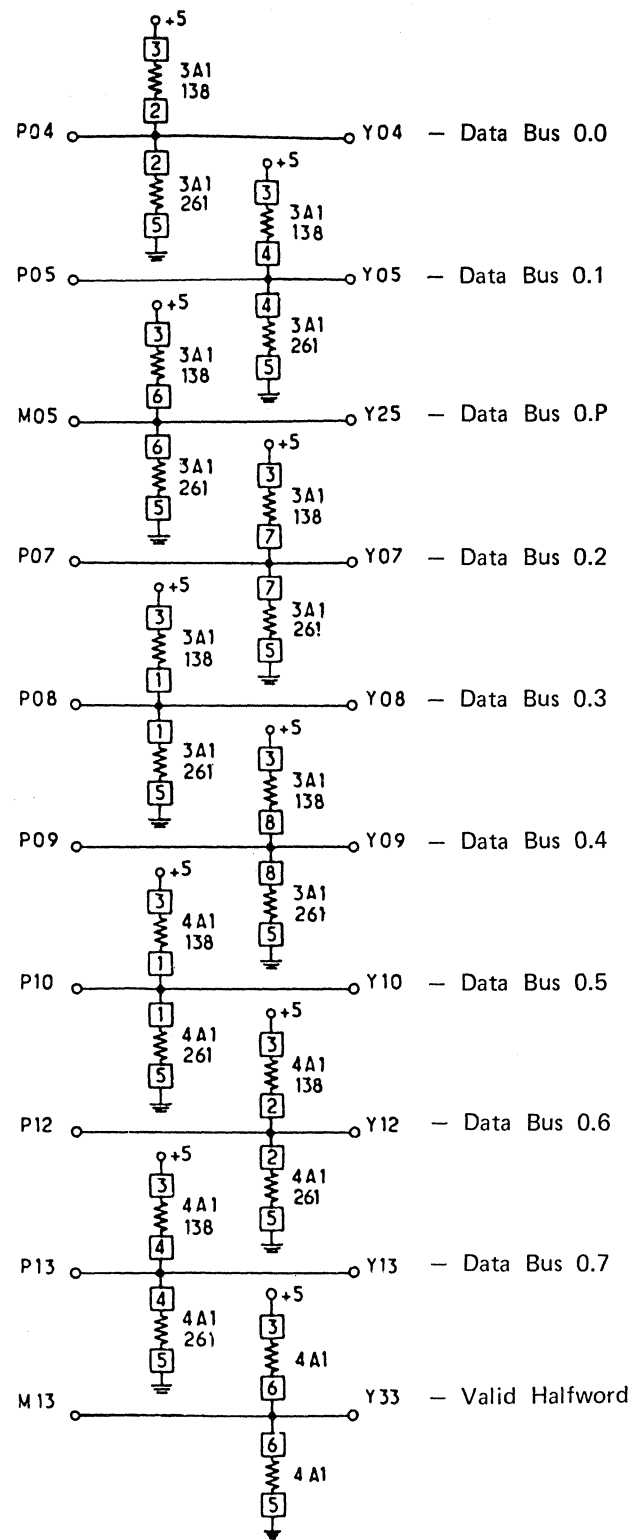 +5
3
3A1
138
2
P04 Y04 – Data Bus 0.0
2
3A1
261
5
+5
3
3A1
138
4
P05 Y05 – Data Bus 0.1
4
3A1
261
5
+5
3
3A1
138
6
M05 Y25 – Data Bus 0.P
6
3A1
261
5
+5
3
3A1
138
7
P07 Y07 – Data Bus 0.2
7
3A1
261
5
+5
3
3A1
138
1
P08 Y08 – Data Bus 0.3
1
3A1
261
5
+5
3
3A1
138
8
P09 Y09 – Data Bus 0.4
8
3A1
261
5
+5
3
4A1
138
1
P10 Y10 – Data Bus 0.5
1
4A1
261
5
+5
3
4A1
138
2
P12 Y12 – Data Bus 0.6
2
4A1
261
5
+5
3
4A1
138
4
P13 Y13 – Data Bus 0.7
4
4A1
261
5
+5
3
4A1
6
M13 Y33 – Valid Halfword
6
4A1
5